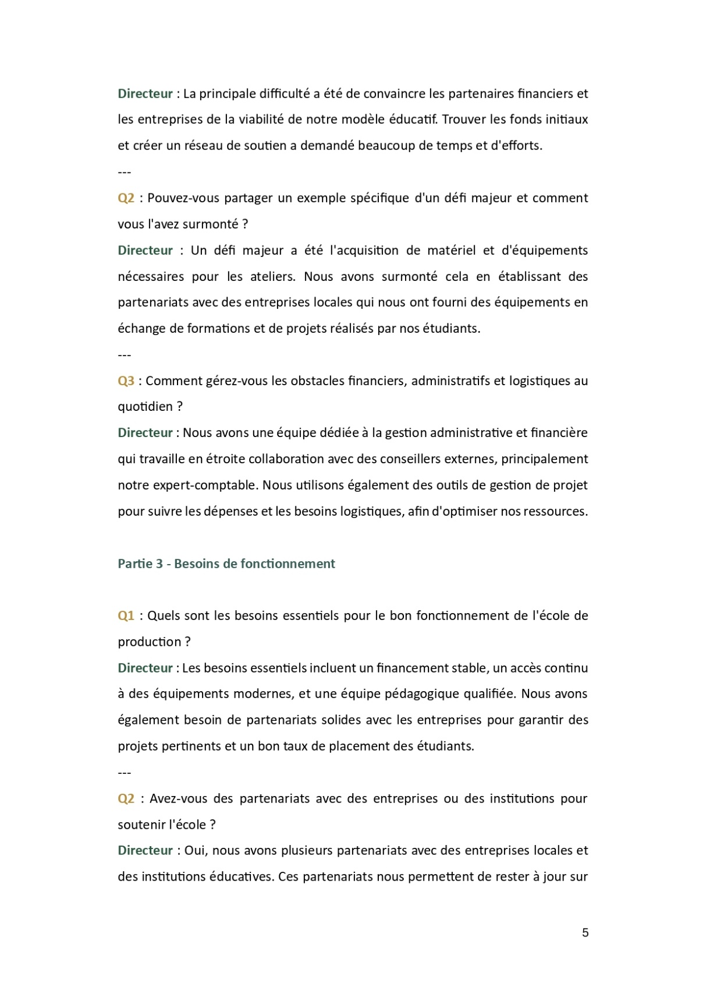 Directeur : La principale difficulté a été de convaincre les partenaires financiers et
les entreprises de la viabilité de notre modèle éducatif. Trouver les fonds initiaux
et créer un réseau de soutien a demandé beaucoup de temps et d'efforts.
---
Q2 : Pouvez-vous partager un exemple spécifique d'un défi majeur et comment
vous l'avez surmonté ?
Directeur : Un défi majeur a été l'acquisition de matériel et d'équipements
nécessaires pour les ateliers. Nous avons surmonté cela en établissant des
partenariats avec des entreprises locales qui nous ont fourni des équipements en
échange de formations et de projets réalisés par nos étudiants.
---
Q3 : Comment gérez-vous les obstacles financiers, administratifs et logistiques au
quotidien ?
Directeur : Nous avons une équipe dédiée à la gestion administrative et financière
qui travaille en étroite collaboration avec des conseillers externes, principalement
notre expert-comptable. Nous utilisons également des outils de gestion de projet
pour suivre les dépenses et les besoins logistiques, afin d'optimiser nos ressources.
Partie 3 - Besoins de fonctionnement
Q1 : Quels sont les besoins essentiels pour le bon fonctionnement de l'école de
production ?
Directeur : Les besoins essentiels incluent un financement stable, un accès continu
à des équipements modernes, et une équipe pédagogique qualifiée. Nous avons
également besoin de partenariats solides avec les entreprises pour garantir des
projets pertinents et un bon taux de placement des étudiants.
---
Q2 : Avez-vous des partenariats avec des entreprises ou des institutions pour
soutenir l'école ?
Directeur : Oui, nous avons plusieurs partenariats avec des entreprises locales et
des institutions éducatives. Ces partenariats nous permettent de rester à jour sur
5